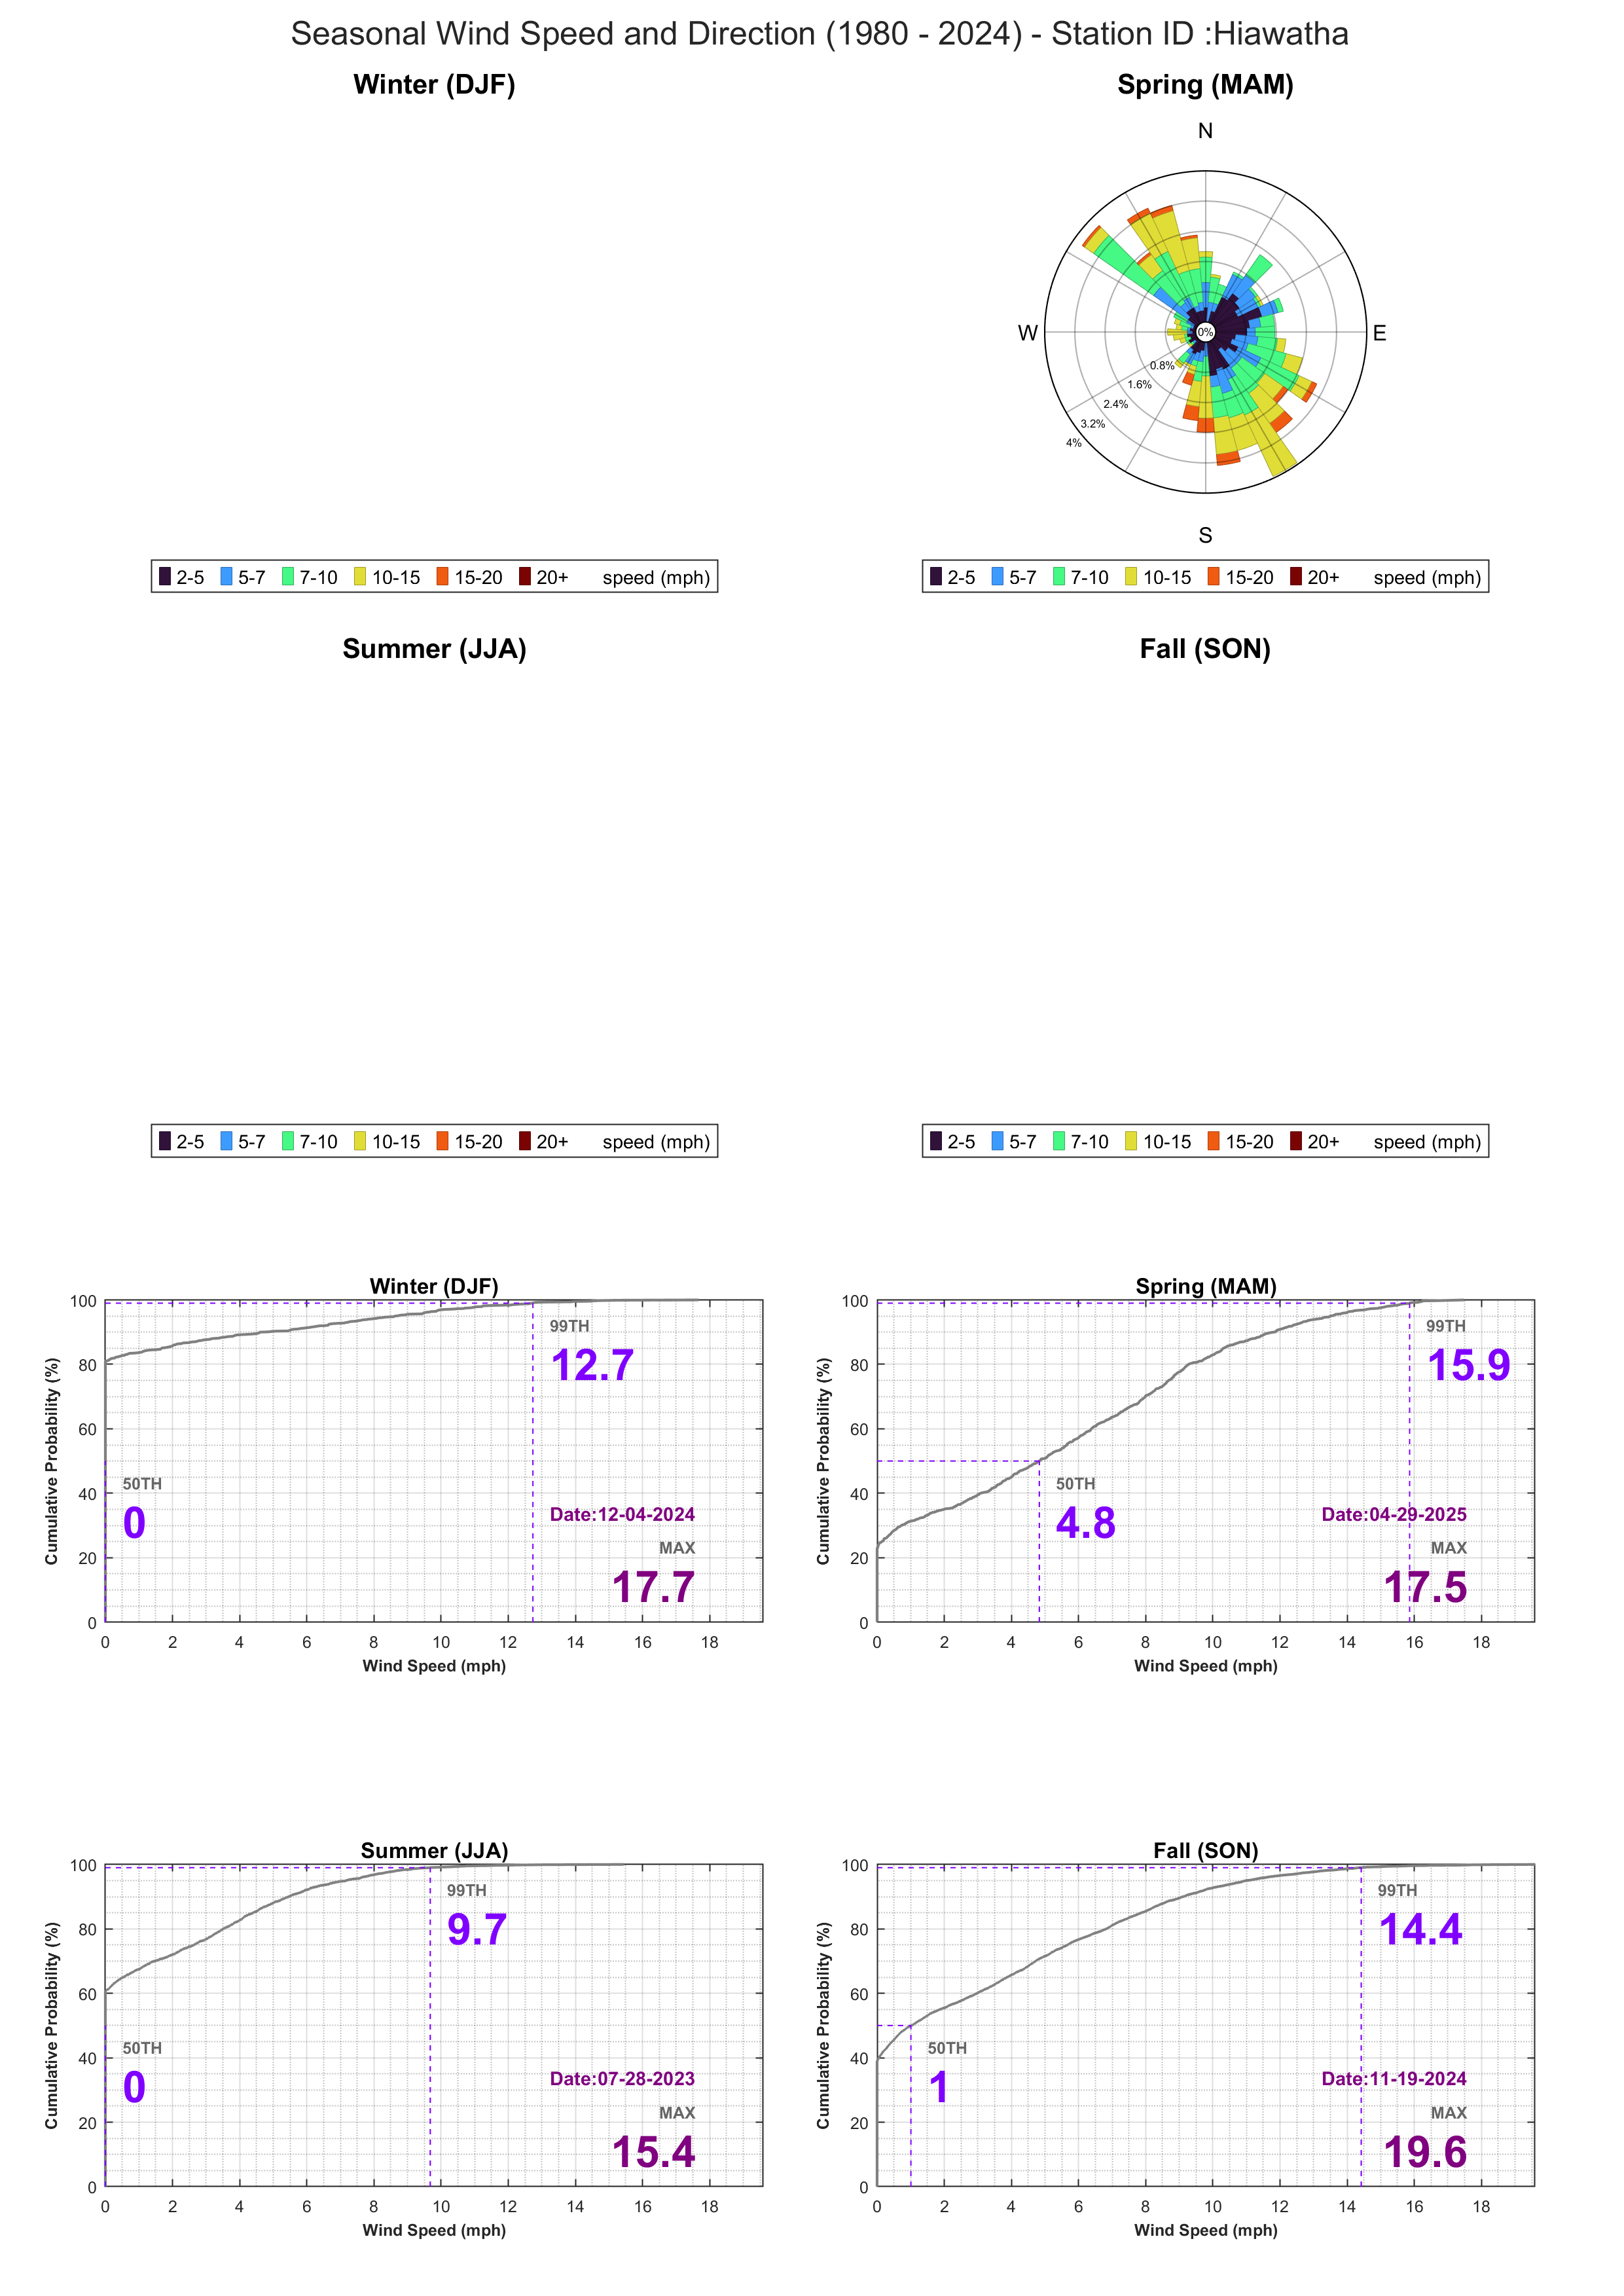 Seasonal Wind Speed and Direction (1980 - 2024) - Station ID :Hiawatha
Winter (DJF)
Spring (MAM)
N
W
E
0%
0.8%
1.6%
2.4%
3.2%
4%
S
2-5 5-7 7-10 10-15 15-20 20+ speed (mph)
2-5 5-7 7-10 10-15 15-20 20+ speed (mph)
Summer (JJA)
Fall (SON)
2-5 5-7 7-10 10-15 15-20 20+ speed (mph)
2-5 5-7 7-10 10-15 15-20 20+ speed (mph)
Winter (DJF)
Cumulative Probability (%)
100
80
60
40
20
0
99TH
12.7
50TH
0
Date:12-04-2024
MAX
17.7
0 2 4 6 8 10 12 14 16 18
Wind Speed (mph)
Spring (MAM)
Cumulative Probability (%)
100
80
60
40
20
0
99TH
15.9
50TH
4.8
Date:04-29-2025
MAX
17.5
0 2 4 6 8 10 12 14 16 18
Wind Speed (mph)
Summer (JJA)
Cumulative Probability (%)
100
80
60
40
20
0
99TH
9.7
50TH
0
Date:07-28-2023
MAX
15.4
0 2 4 6 8 10 12 14 16 18
Wind Speed (mph)
Fall (SON)
Cumulative Probability (%)
100
80
60
40
20
0
99TH
14.4
50TH
1
Date:11-19-2024
MAX
19.6
0 2 4 6 8 10 12 14 16 18
Wind Speed (mph)